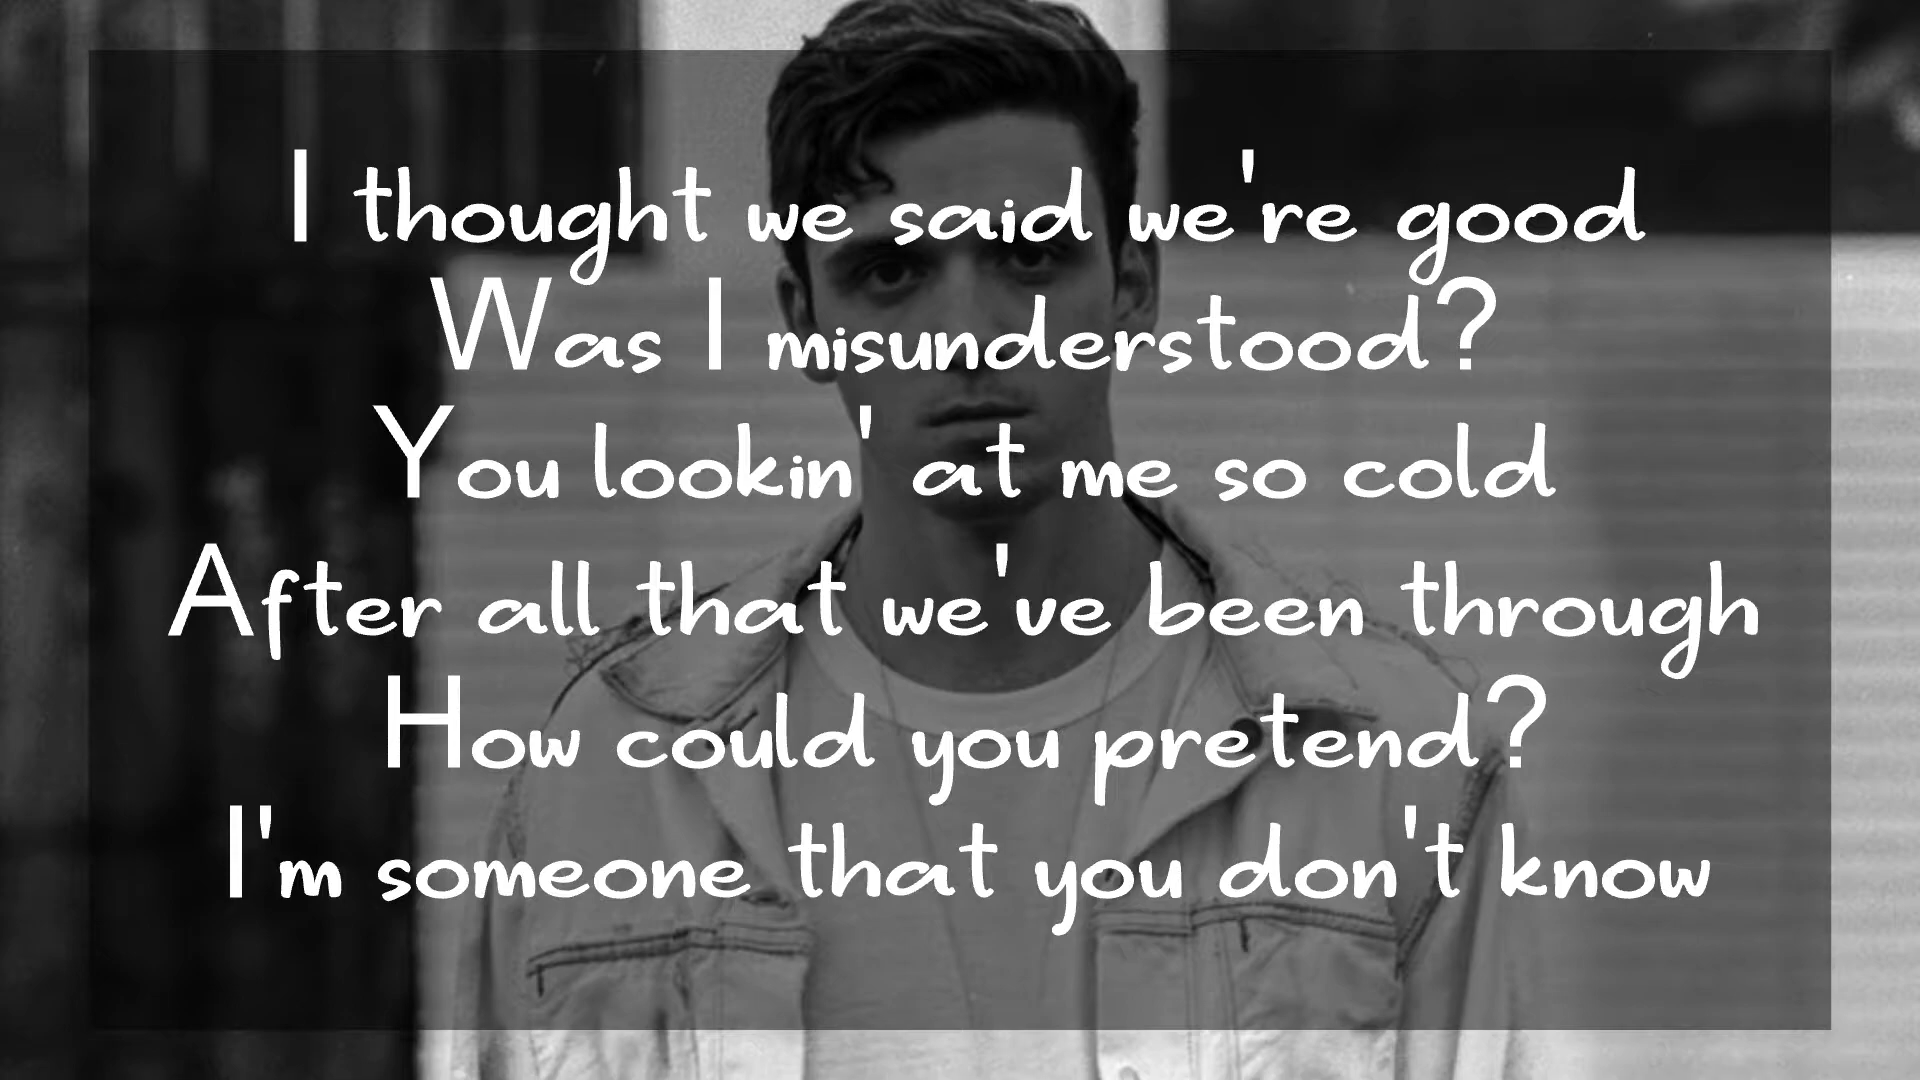 I thought we said we're good
Was I misunderstood?
You lookin' at me so cold
After all that we've been through
How could you pretend?
I'm someone that you don't know